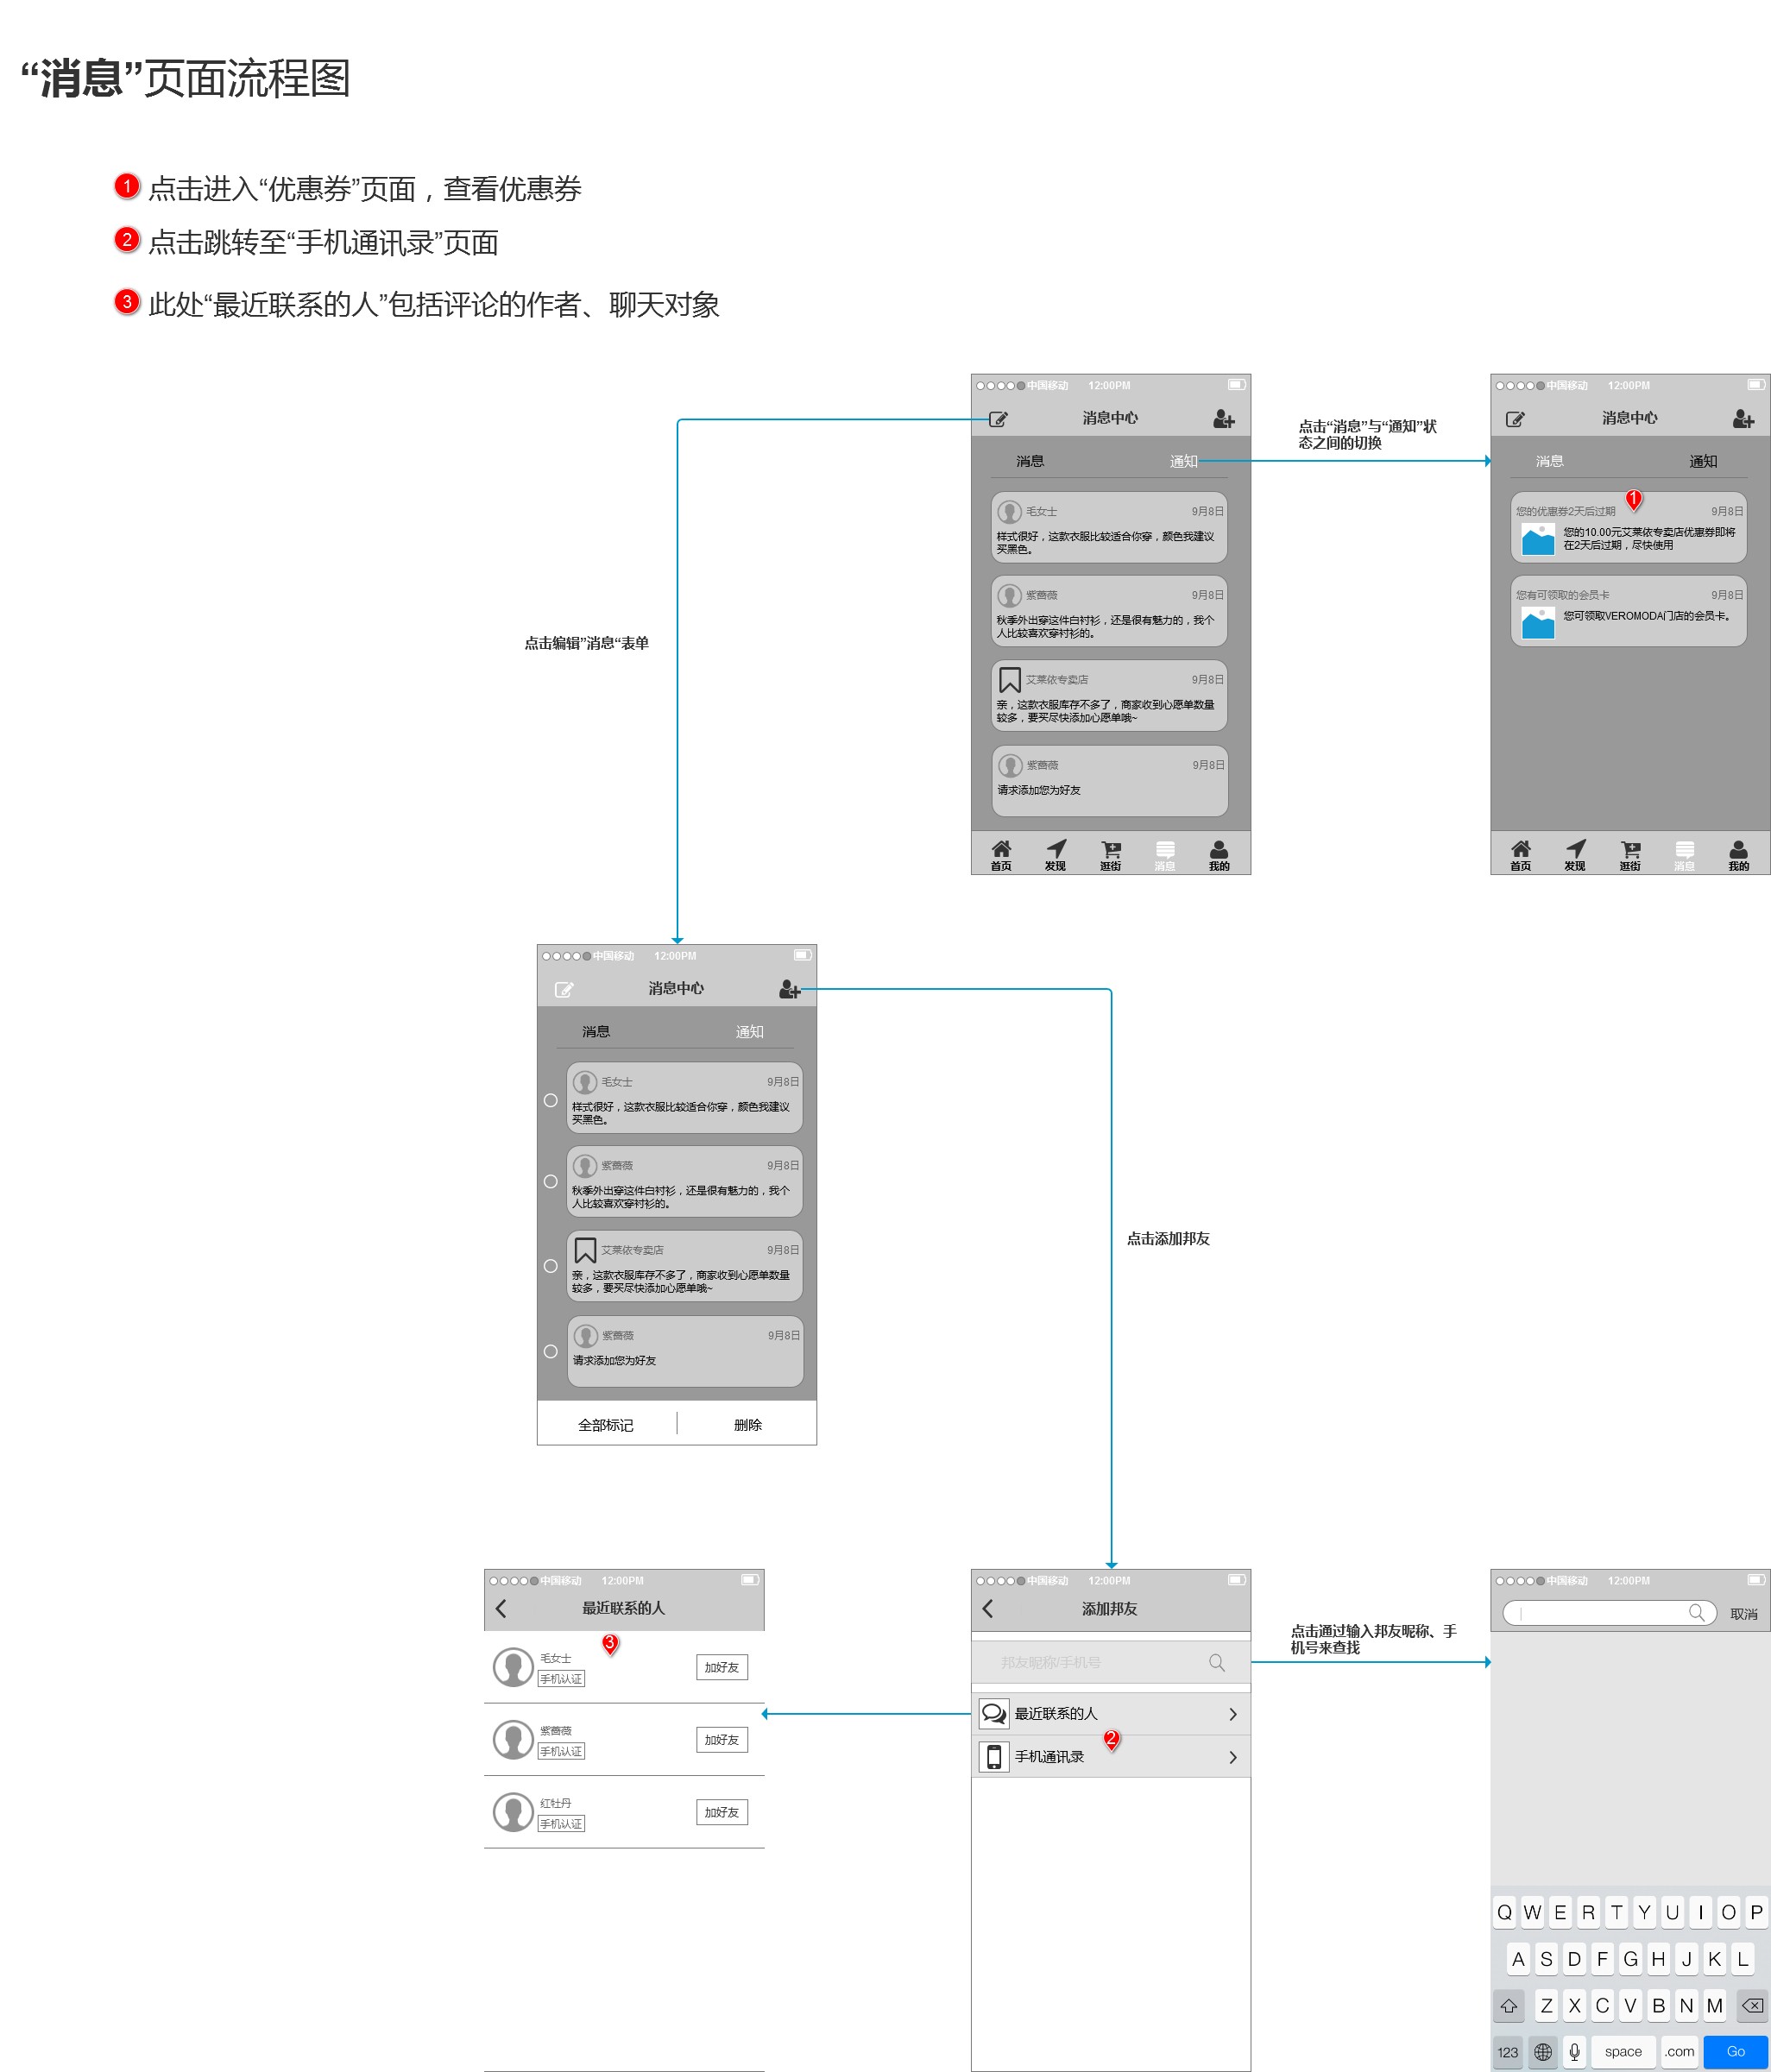 “消息”页面流程图
1 点击进入“优惠券”页面，查看优惠券
2 点击跳转至“手机通讯录”页面
3 此处“最近联系的人”包括评论的作者、聊天对象
中国移动 12:00PM
消息中心
消息 通知
毛女士 9月8日
样式很好，这款衣服比较适合你穿，颜色我建议
买黑色。
紫薔薇 9月8日
秋季外出穿这件白衬衫，还是很有魅力的，我个
人比较喜欢穿衬衫的。
艾莱依专卖店 9月8日
亲，这款衣服库存不多了，商家收到心愿单数量
较多，要买尽快添加心愿单哦~
紫薔薇 9月8日
请求添加您为好友
首页 发现 逛街 消息 我的
点击“消息”与“通知”状
态之间的切换
中国移动 12:00PM
消息中心
消息 通知
1
您的优惠券2天后过期 9月8日
您的10.00元艾莱依专卖店优惠券即将
在2天后过期，尽快使用
您有可领取的会员卡 9月8日
您可领取VEROMODA门店的会员卡。
首页 发现 逛街 消息 我的
点击编辑”消息“表单
中国移动 12:00PM
消息中心
消息 通知
毛女士 9月8日
样式很好，这款衣服比较适合你穿，颜色我建议
买黑色。
紫薔薇 9月8日
秋季外出穿这件白衬衫，还是很有魅力的，我个
人比较喜欢穿衬衫的。
艾莱依专卖店 9月8日
亲，这款衣服库存不多了，商家收到心愿单数量
较多，要买尽快添加心愿单哦~
紫薔薇 9月8日
请求添加您为好友
全部标记 删除
点击添加邦友
中国移动 12:00PM
最近联系的人
3
毛女士
手机认证
加好友
紫薔薇
手机认证
加好友
红牡丹
手机认证
加好友
中国移动 12:00PM
添加邦友
邦友昵称/手机号
最近联系的人
2
手机通讯录
点击通过输入邦友昵称、手
机号来查找
中国移动 12:00PM
取消
Q W E R T Y U I O P
A S D F G H J K L
Z X C V B N M
123 space .com Go